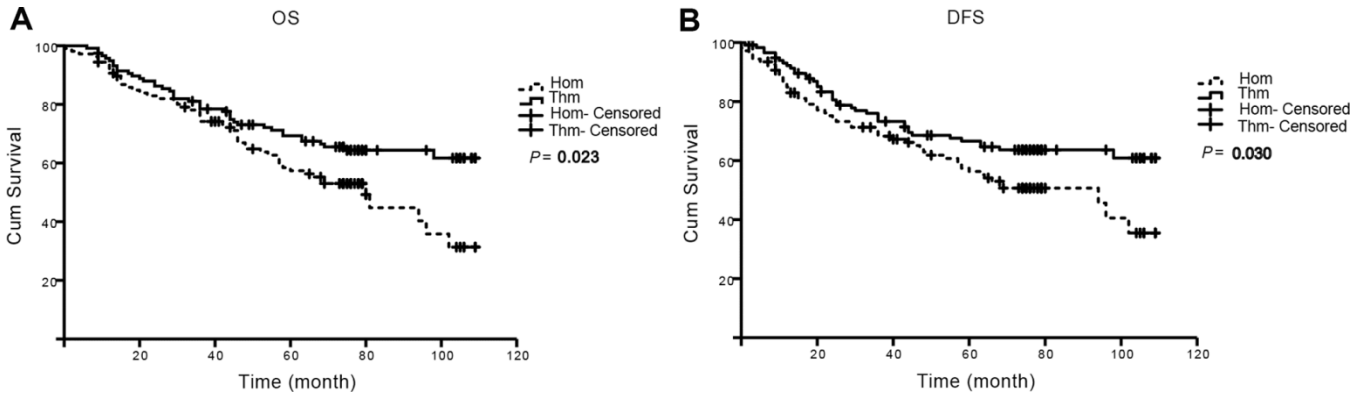 A
OS
100
80
60
40
20
20 40 60 80 100 120
Cum Survival
Time (month)
Hom
Thm
Hom- Censored
Thm- Censored
P= 0.023
B
DFS
100
80
60
40
20
20 40 60 80 100 120
Cum Survival
Time (month)
Hom
Thm
Hom- Censored
Thm- Censored
P= 0.030